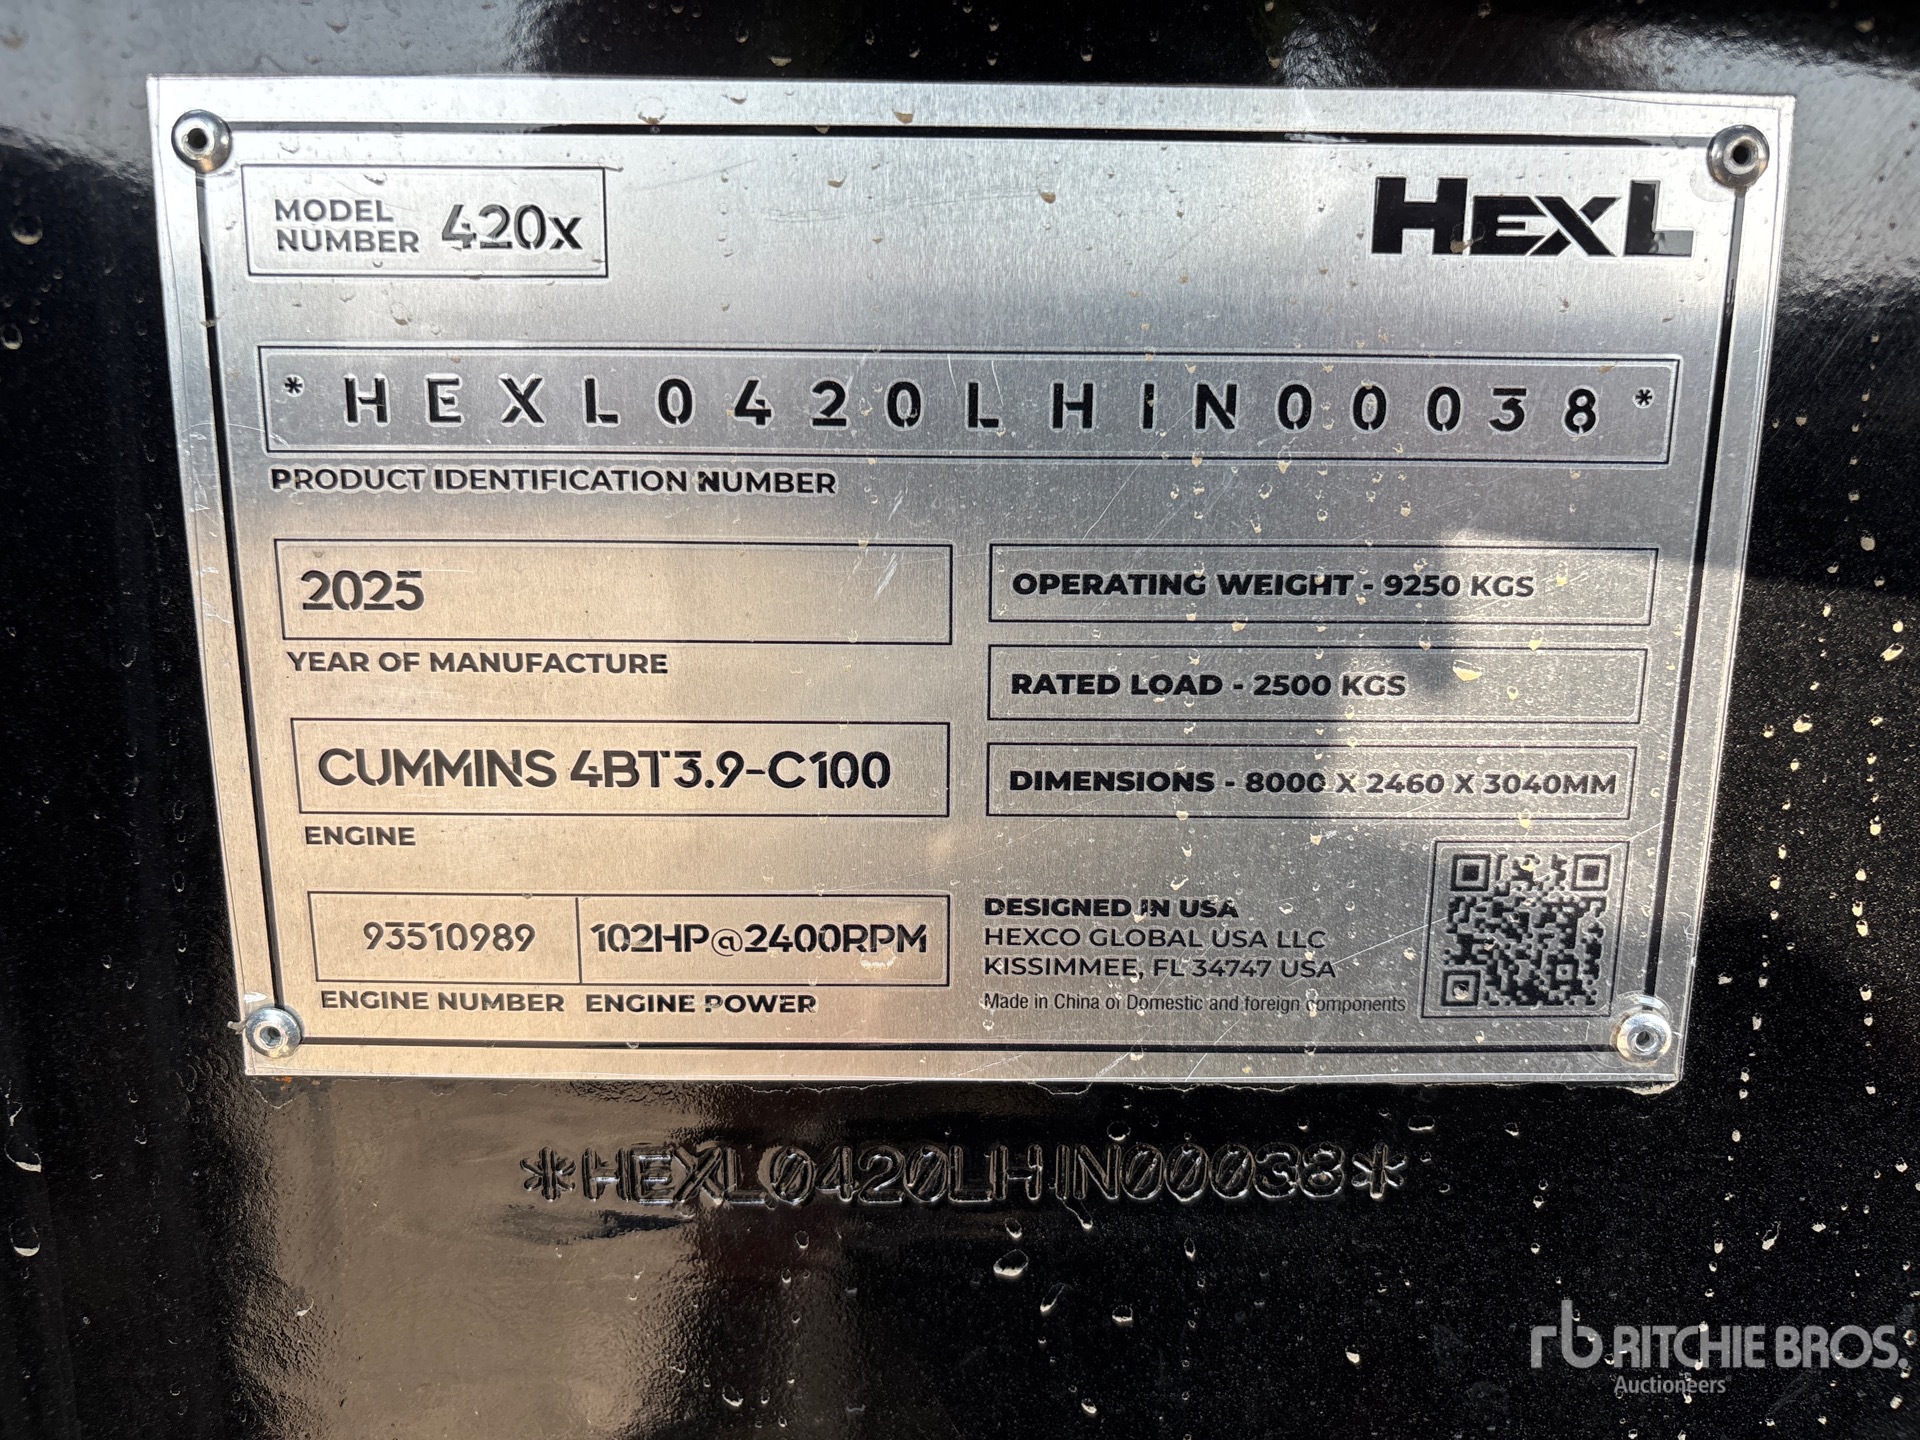 MODEL NUMBER 420x
HEXL
*HEXL0420LHIN00038*
PRODUCT IDENTIFICATION NUMBER
2025
YEAR OF MANUFACTURE
CUMMINS 4BT3.9-C100
ENGINE
93510989
ENGINE NUMBER
102HP@2400RPM
ENGINE POWER
OPERATING WEIGHT - 9250 KGS
RATED LOAD - 2500 KGS
DIMENSIONS - 8000 X 2460 X 3040MM
DESIGNED IN USA
HEXCO GLOBAL USA LLC
KISSIMMEE, FL 34747 USA
Made in China of Domestic and foreign components
*HEXL0420LHIN00038*
rb RITCHIE BROS.
Auctioneers